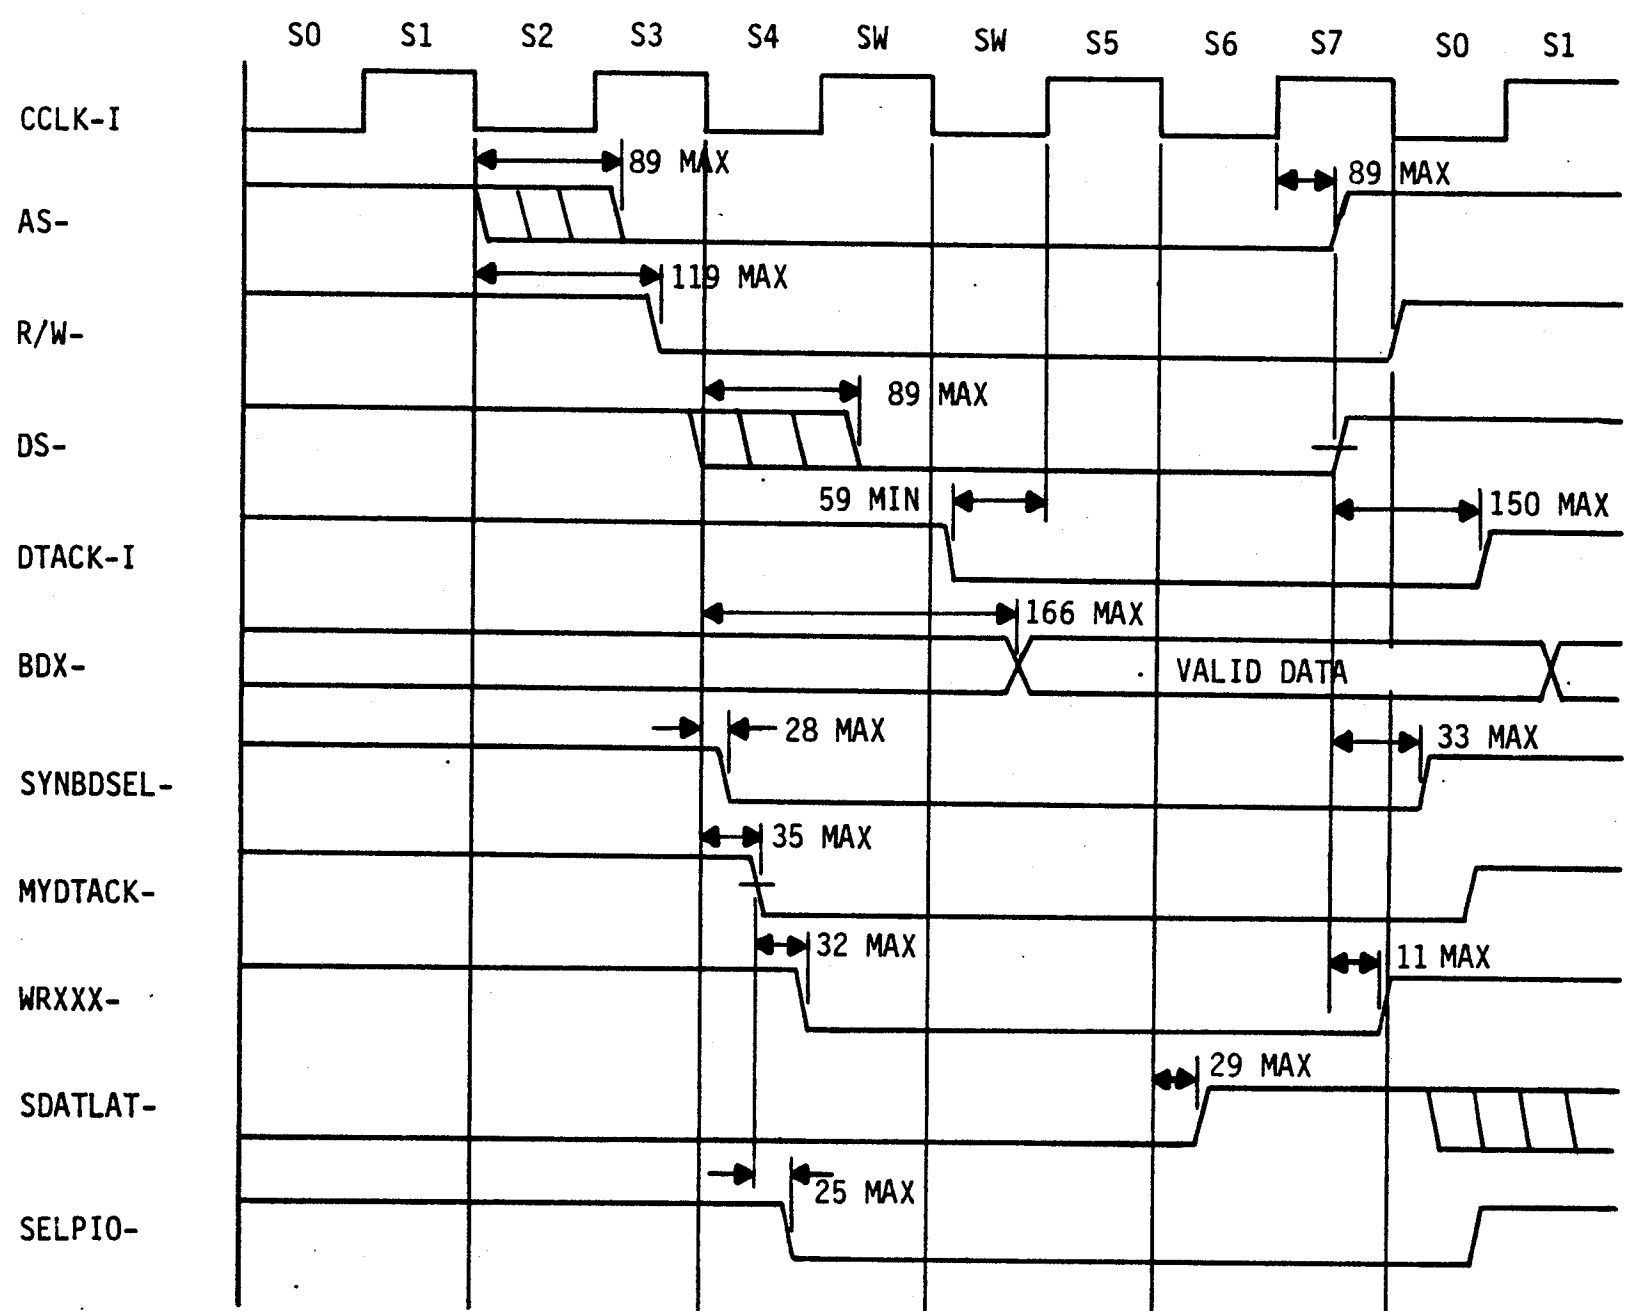 S0 S1 S2 S3 S4 SW SW S5 S6 S7 S0 S1
CCLK-I
89 MAX 89 MAX
AS-
119 MAX
R/W-
89 MAX
DS-
59 MIN 150 MAX
DTACK-I
166 MAX
BDX- VALID DATA
28 MAX 33 MAX
SYNBDSEL-
35 MAX
MYDTACK-
32 MAX 11 MAX
WRXXX-
29 MAX
SDATLAT-
25 MAX
SELPIO-